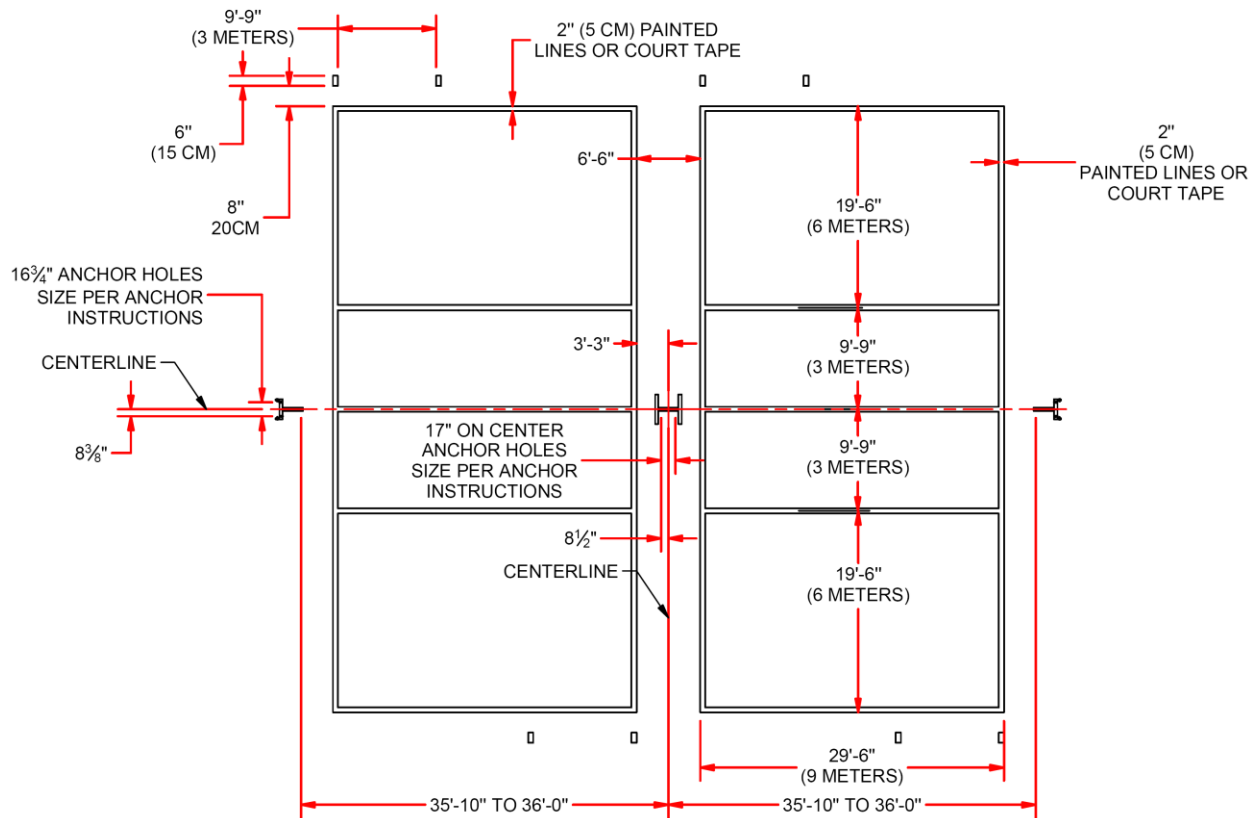 9'-9"
(3 METERS)
2" (5 CM) PAINTED
LINES OR COURT TAPE
6"
(15 CM)
8"
20CM
6'-6"
2"
(5 CM)
PAINTED LINES OR
COURT TAPE
19'-6"
(6 METERS)
16¾" ANCHOR HOLES
SIZE PER ANCHOR
INSTRUCTIONS
CENTERLINE
3'-3"
9'-9"
(3 METERS)
8⅜"
17" ON CENTER
ANCHOR HOLES
SIZE PER ANCHOR
INSTRUCTIONS
9'-9"
(3 METERS)
8½"
CENTERLINE
19'-6"
(6 METERS)
29'-6"
(9 METERS)
35'-10" TO 36'-0"
35'-10" TO 36'-0"